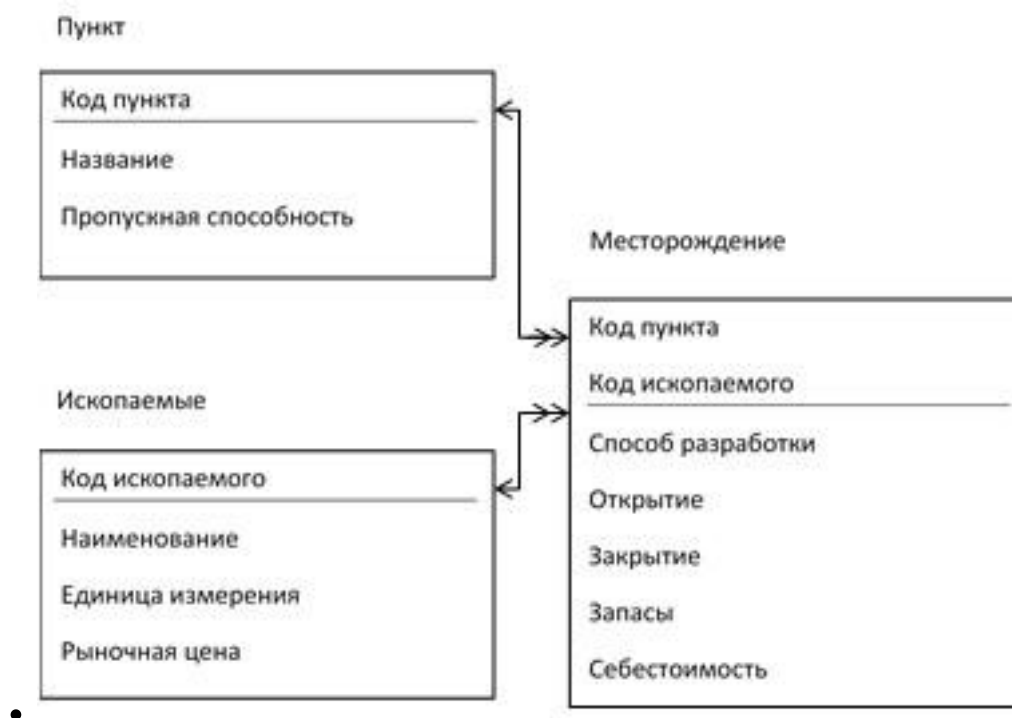 Пункт
Код пункта
Название
Пропускная способность
Ископаемые
Код ископаемого
Наименование
Единица измерения
Рыночная цена
Месторождение
Код пункта
Код ископаемого
Способ разработки
Открытие
Закрытие
Запасы
Себестоимость